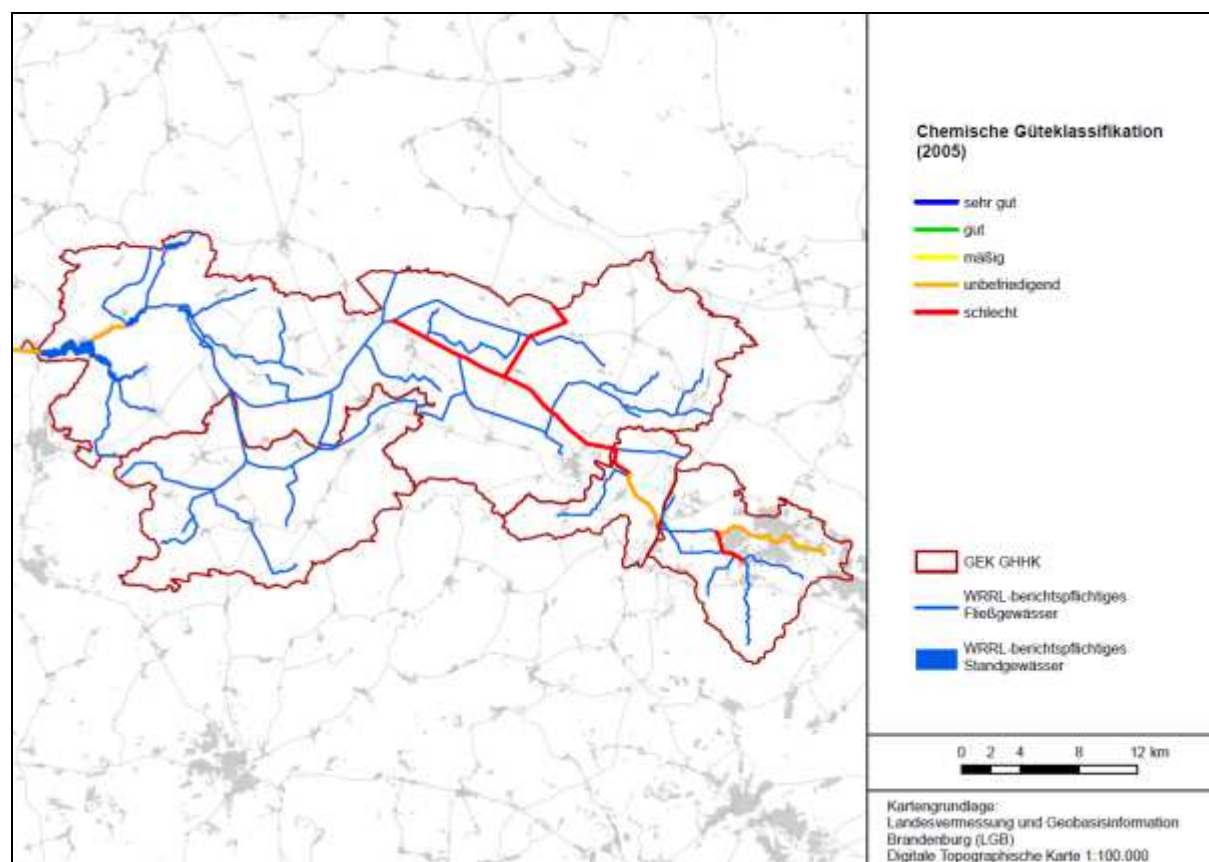 Chemische Güteklassifikation
(2005)
sehr gut
gut
mäßig
unbefriedigend
schlecht
GEK GHHK
WRRL-berichtspflichtiges
Fließgewässer
WRRL-berichtspflichtiges
Standgewässer
0 2 4 8 12 km
Kartengrundlage:
Landesvermessung und Geobasisinformation
Brandenburg (LGB)
Digitale Topographische Karte 1:100.000